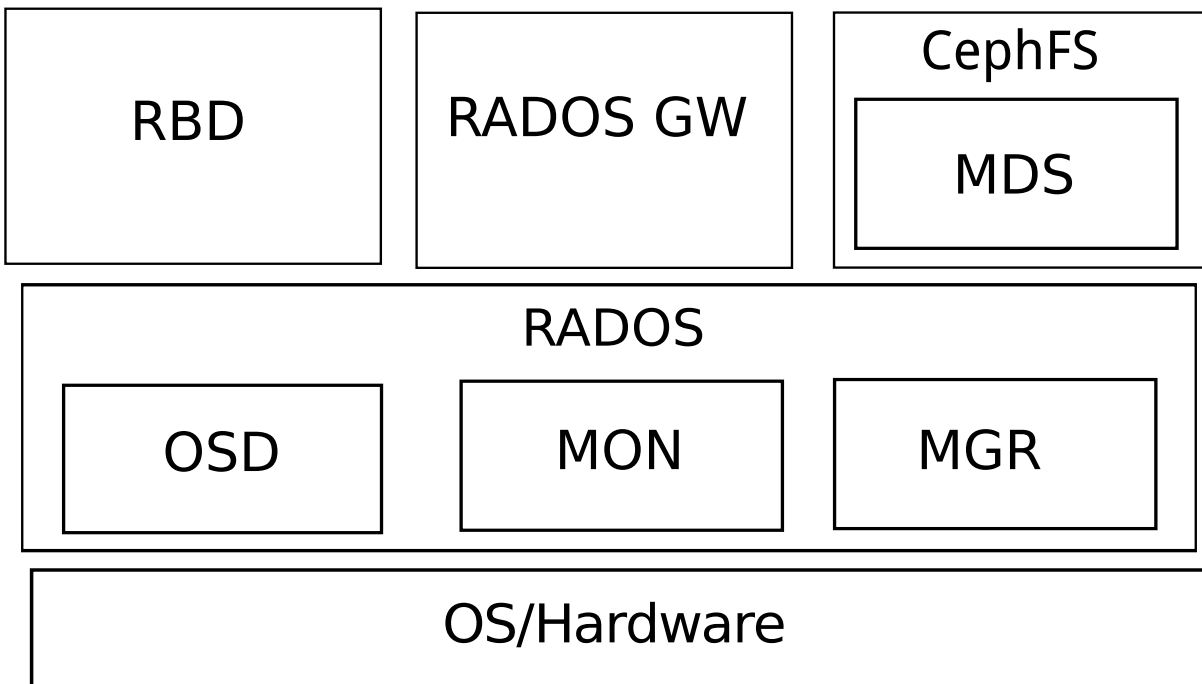 RBD
RADOS GW
CephFS
MDS
RADOS
OSD
MON
MGR
OS/Hardware